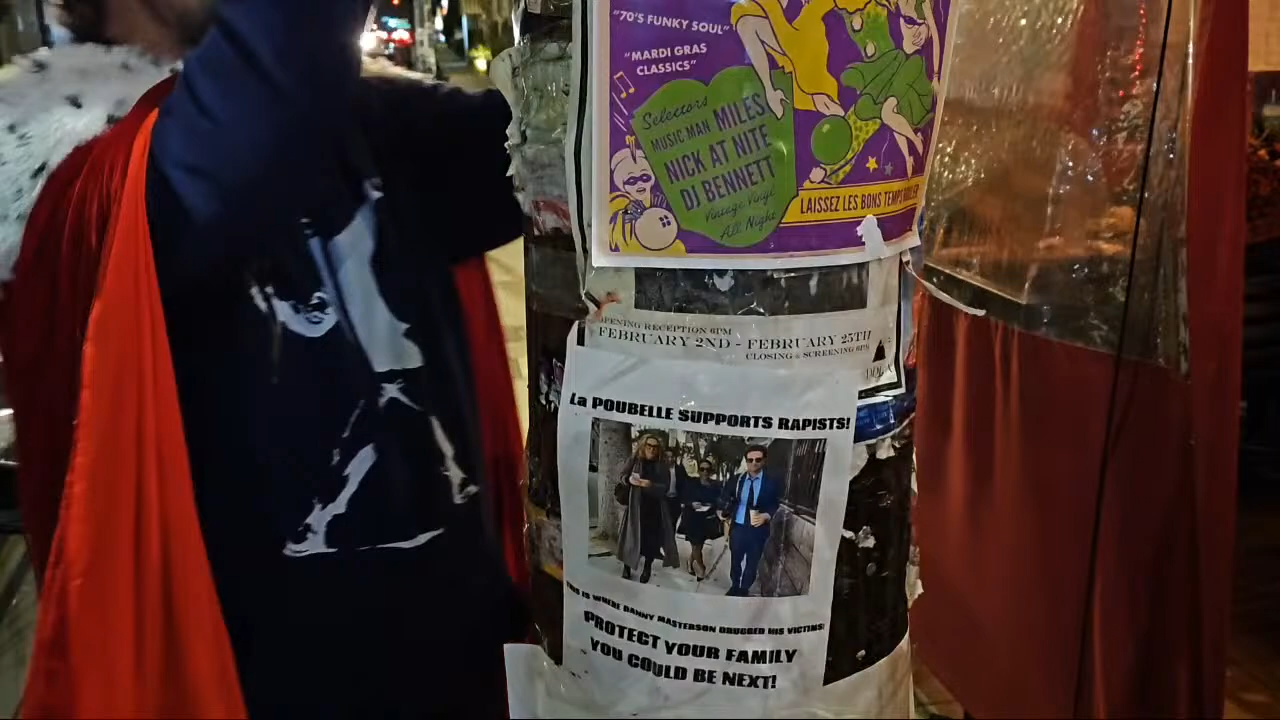 "70'S FUNKY SOUL"
"MARDI GRAS
CLASSICS"
Selectors
MUSIC MAN MILES
NICK AT NITE
DJ BENNETT
Vintage Vinyl
All Night
LAISSEZ LES BONS TEMPS
OPENING RECEPTION 6PM
FEBRUARY 2ND - FEBRUARY 25TH
CLOSING & SCREENING 6PM
La POUBELLE SUPPORTS RAPISTS!
THIS IS WHERE DANNY MASTERSON DRUGGED HIS VICTIMS!
PROTECT YOUR FAMILY
YOU COULD BE NEXT!